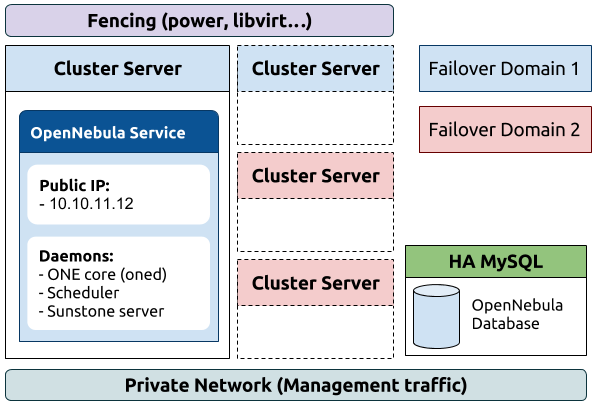 Fencing (power, libvirt...)
Cluster Server
OpenNebula Service
Public IP:
- 10.10.11.12
Daemons:
- ONE core (oned)
- Scheduler
- Sunstone server
Cluster Server
Cluster Server
Cluster Server
Failover Domain 1
Failover Domain 2
HA MySQL
OpenNebula
Database
Private Network (Management traffic)